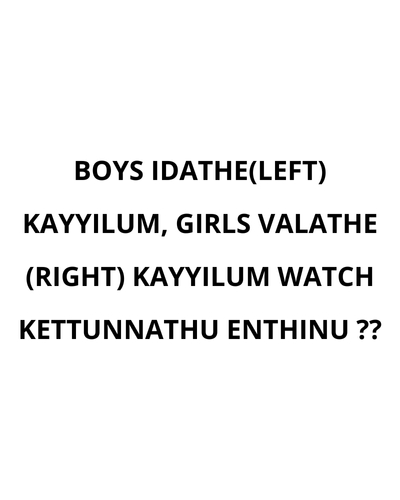 BOYS IDATHE(LEFT)
KAYYILUM, GIRLS VALATHE
(RIGHT) KAYYILUM WATCH
KETTUNNATHU ENTHINU ??